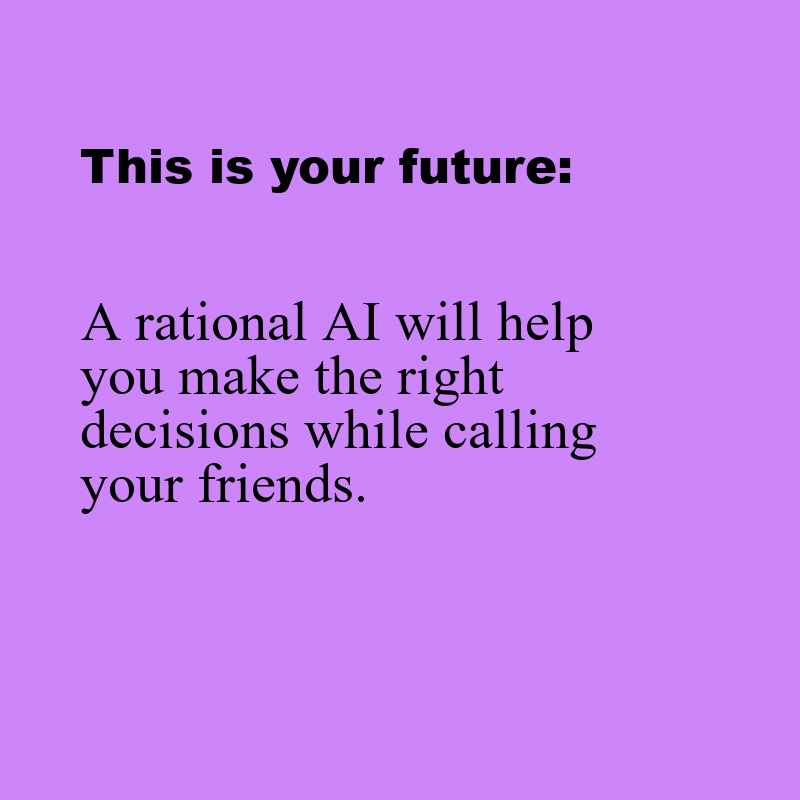 This is your future:
A rational AI will help
you make the right
decisions while calling
your friends.